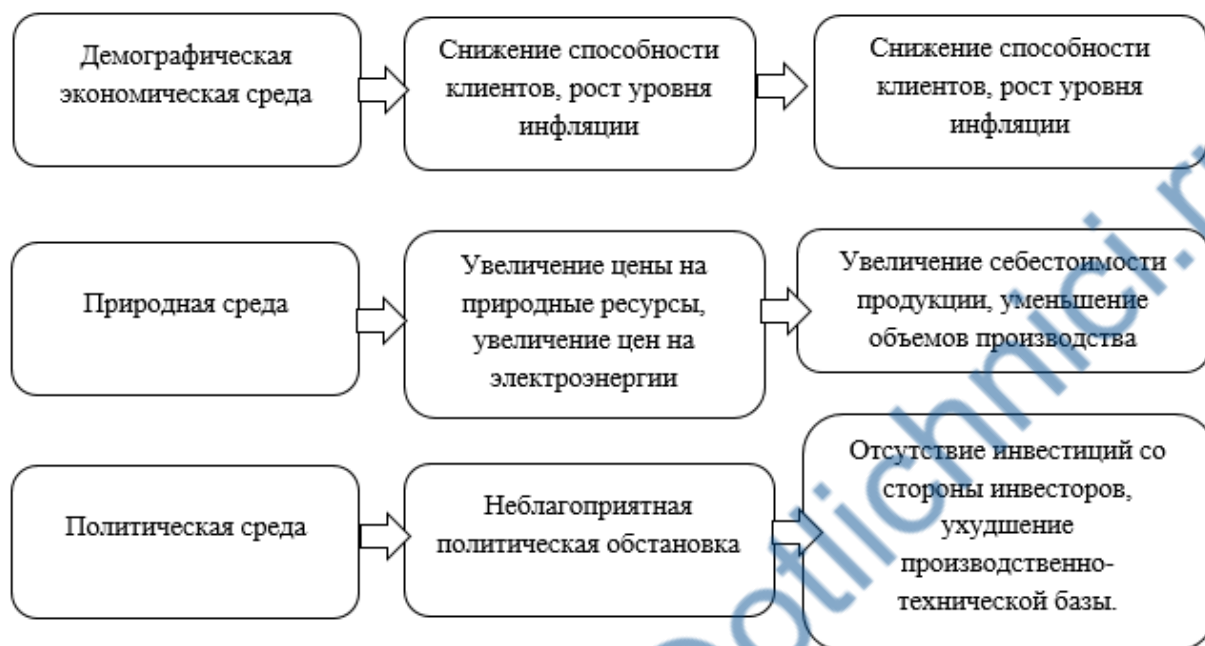 Демографическая
экономическая среда
Снижение способности
клиентов, рост уровня
инфляции
Снижение способности
клиентов, рост уровня
инфляции
Природная среда
Увеличение цены на
природные ресурсы,
увеличение цен на
электроэнергии
Увеличение себестоимости
продукции, уменьшение
объемов производства
Политическая среда
Неблагоприятная
политическая обстановка
Отсутствие инвестиций со
стороны инвесторов,
ухудшение
производственно-
технической базы.